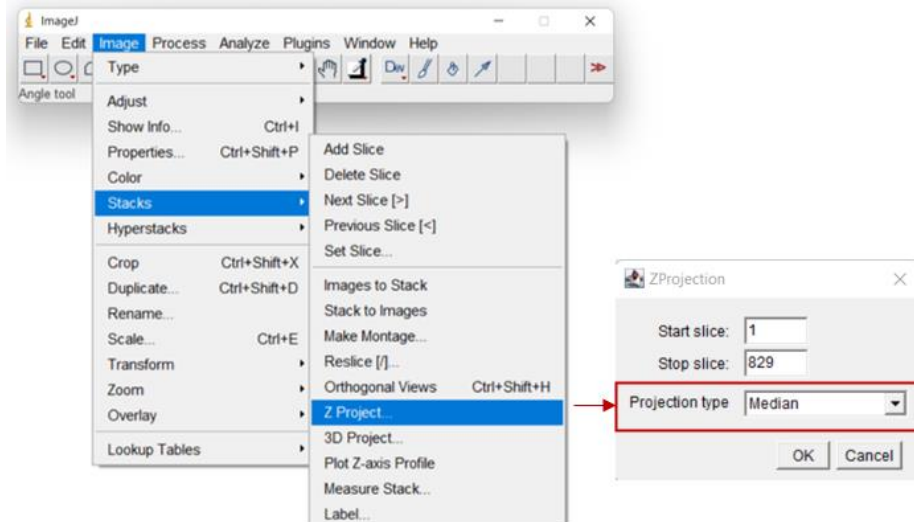 ImageJ
File Edit Image Process Analyze Plugins Window Help
Dev
Angle tool
Type
Adjust
Show Info... Ctrl+I
Properties... Ctrl+Shift+P
Color
Stacks
Hyperstacks
Crop Ctrl+Shift+X
Duplicate... Ctrl+Shift+D
Rename...
Scale... Ctrl+E
Transform
Zoom
Overlay
Lookup Tables
Add Slice
Delete Slice
Next Slice [>]
Previous Slice [<]
Set Slice...
Images to Stack
Stack to Images
Make Montage...
Reslice [/]...
Orthogonal Views Ctrl+Shift+H
Z Project...
3D Project...
Plot Z-axis Profile
Measure Stack...
Label...
ZProjection
Start slice: 1
Stop slice: 829
Projection type Median
OK Cancel